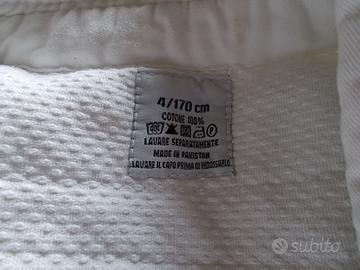 4/170 cm
COTONE 100%
LAVARE SEPARATAMENTE
MADE IN PAKISTAN
LAVARE IL CAPO PRIMA DI INDOSSARLO
subito